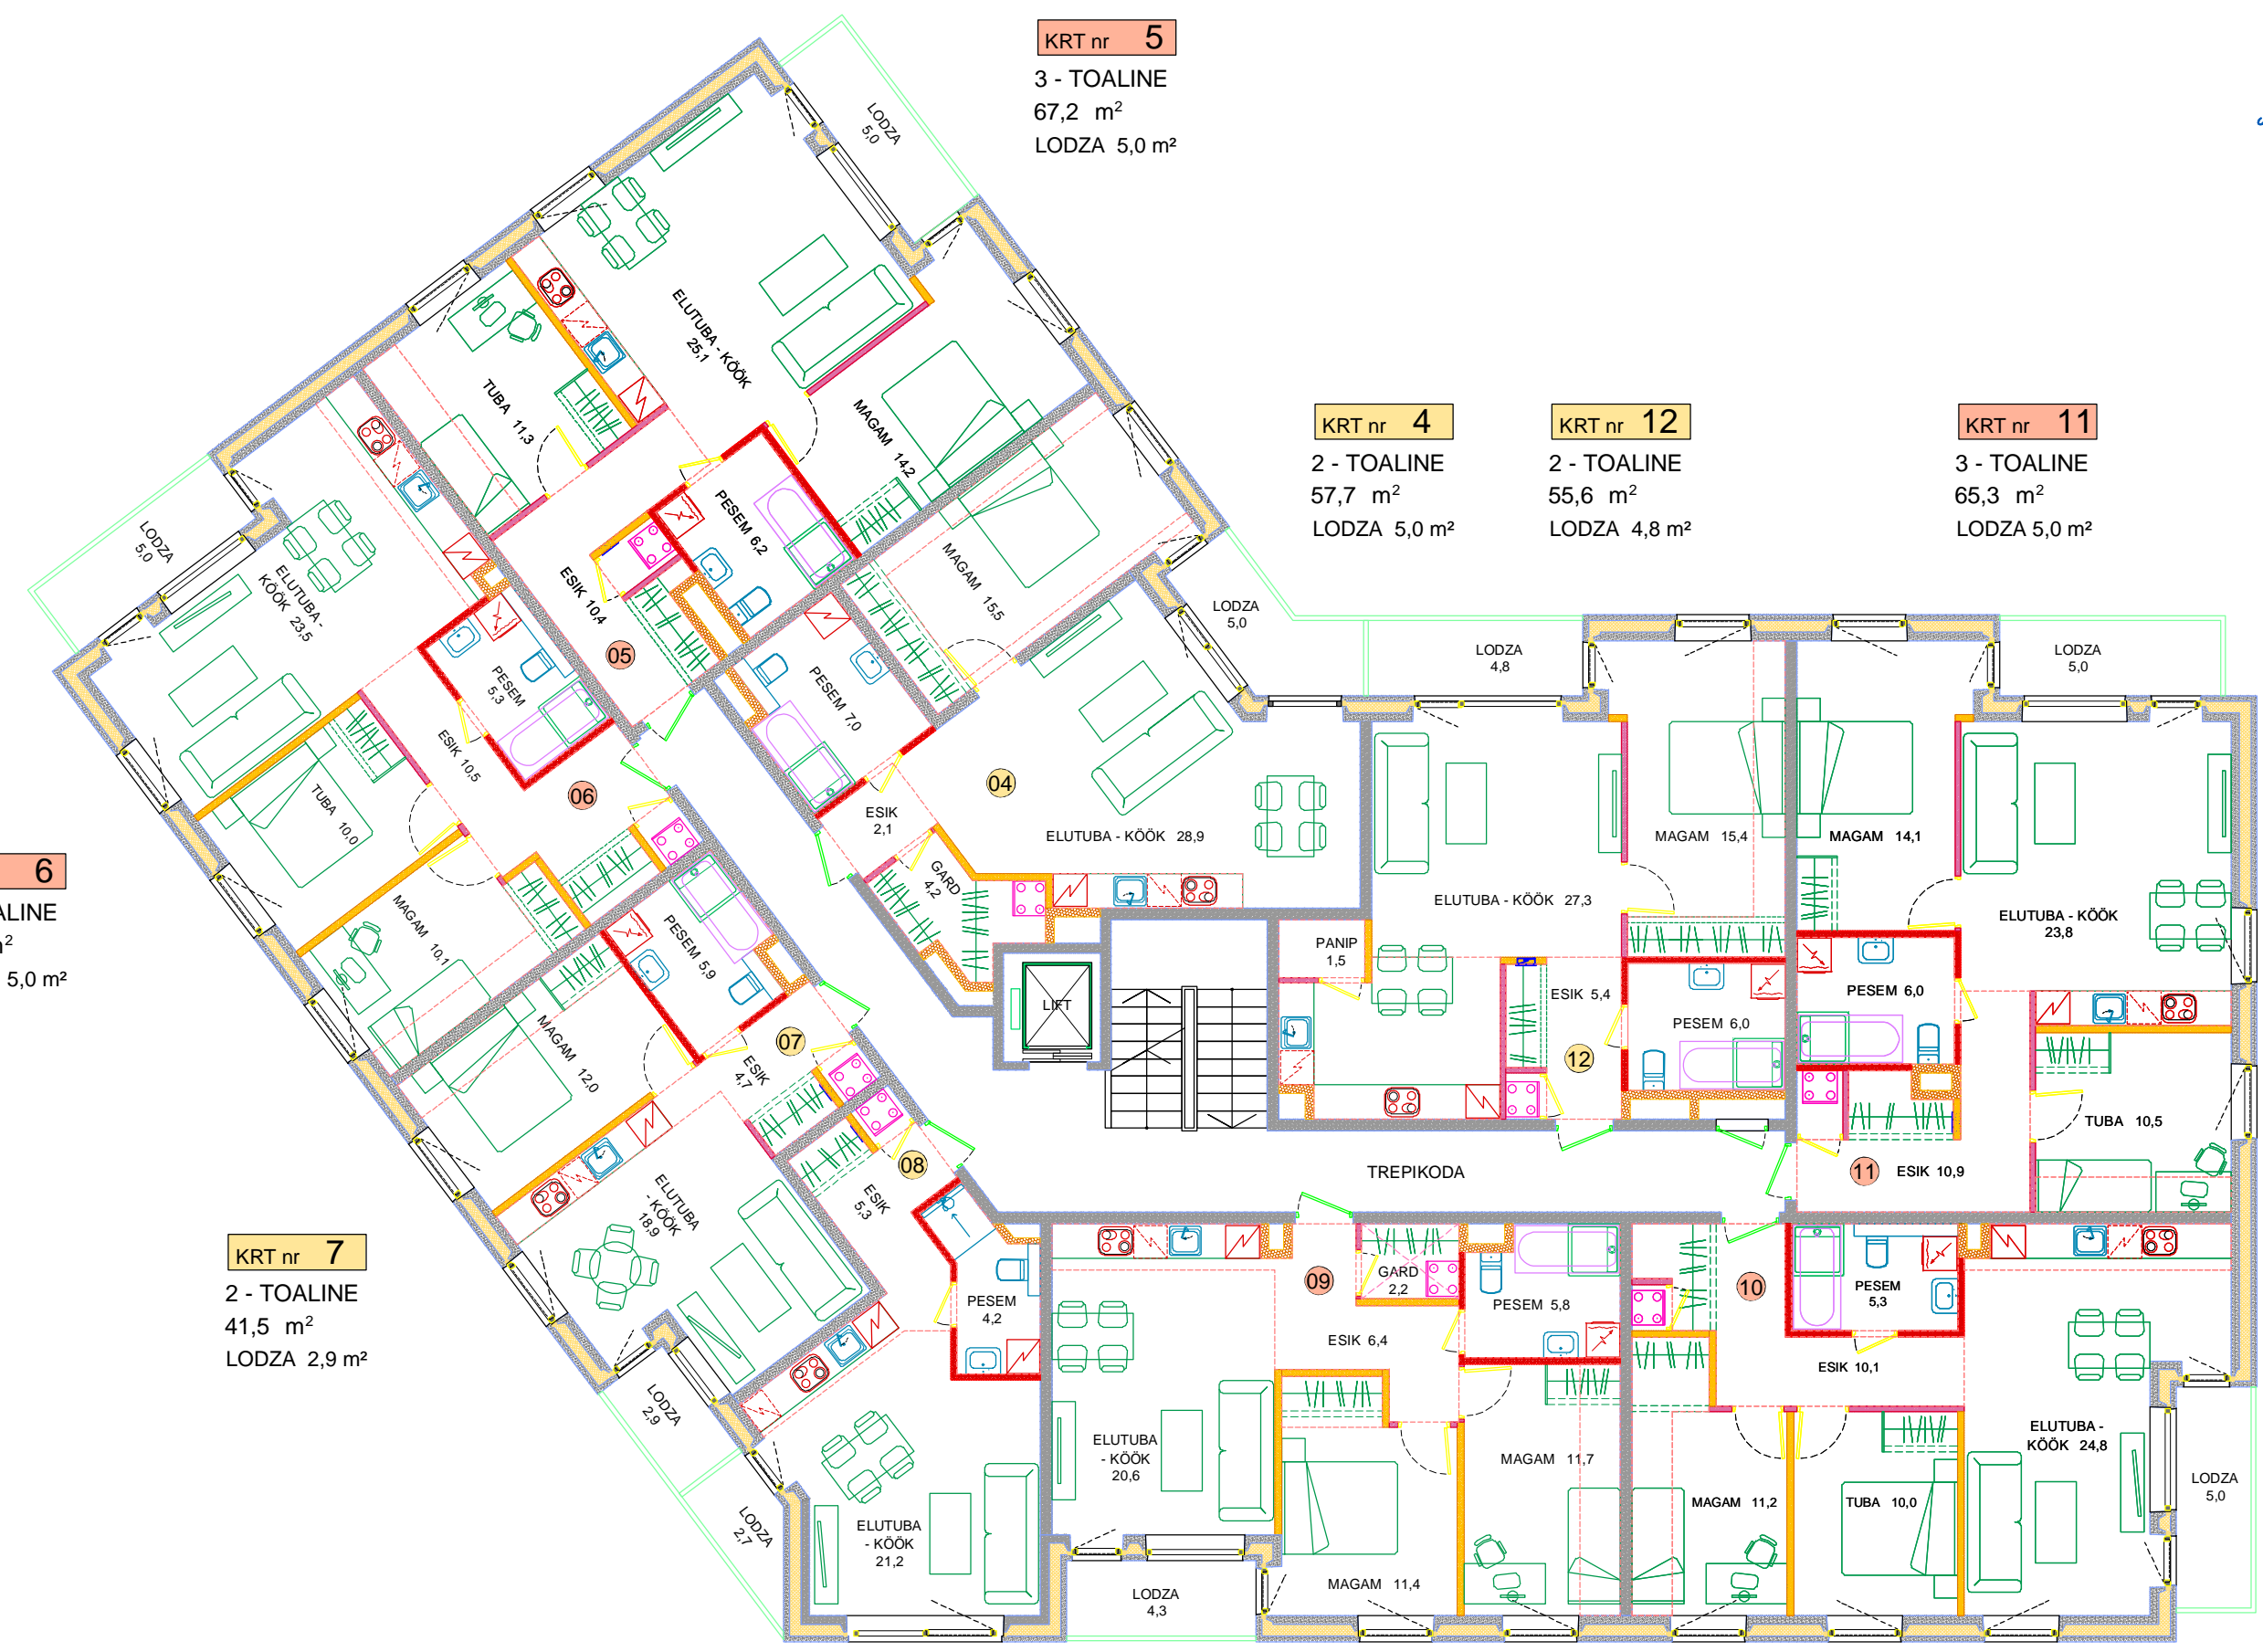 KRT nr 5
3 - TOALINE
67,2 m²
LODZA 5,0 m²
KRT nr 4
2 - TOALINE
57,7 m²
LODZA 5,0 m²
KRT nr 12
2 - TOALINE
55,6 m²
LODZA 4,8 m²
KRT nr 11
3 - TOALINE
65,3 m²
LODZA 5,0 m²
6
ALINE
m²
5,0 m²
KRT nr 7
2 - TOALINE
41,5 m²
LODZA 2,9 m²
LODZA
5,0
ELUTUBA - KÖÖK
25,1
TUBA 11,3
MAGAM 14,2
PESEM 6,2
ESIK 10,4
05
LODZA
5,0
ELUTUBA -
KÖÖK 23,5
PESEM
5,3
ESIK 10,5
06
TUBA 10,0
MAGAM 10,1
MAGAM 15,5
PESEM 7,0
LODZA
5,0
04
ESIK
2,1
ELUTUBA - KÖÖK 28,9
GARD
4,2
PESEM 5,9
MAGAM 12,0
07
ESIK
4,7
ELUTUBA
- KÖÖK
18,9
LODZA
2,9
08
ESIK
5,3
PESEM
4,2
ELUTUBA
- KÖÖK
21,2
LODZA
2,7
LIFT
TREPIKODA
LODZA
4,8
MAGAM 15,4
ELUTUBA - KÖÖK 27,3
PANIP
1,5
ESIK 5,4
PESEM 6,0
12
LODZA
5,0
MAGAM 14,1
ELUTUBA - KÖÖK
23,8
PESEM 6,0
TUBA 10,5
11
ESIK 10,9
09
GARD
2,2
PESEM 5,8
ESIK 6,4
ELUTUBA
- KÖÖK
20,6
MAGAM 11,7
MAGAM 11,4
LODZA
4,3
10
PESEM
5,3
ESIK 10,1
MAGAM 11,2
TUBA 10,0
ELUTUBA -
KÖÖK 24,8
LODZA
5,0